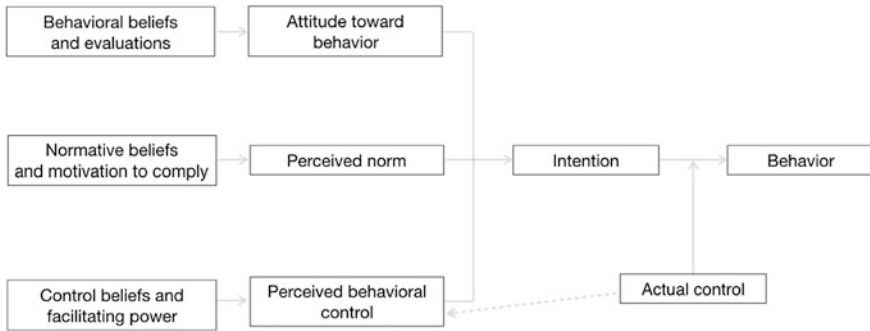 Behavioral beliefs
and evaluations
Attitude toward
behavior
Normative beliefs
and motivation to comply
Perceived norm
Intention
Behavior
Control beliefs and
facilitating power
Perceived behavioral
control
Actual control